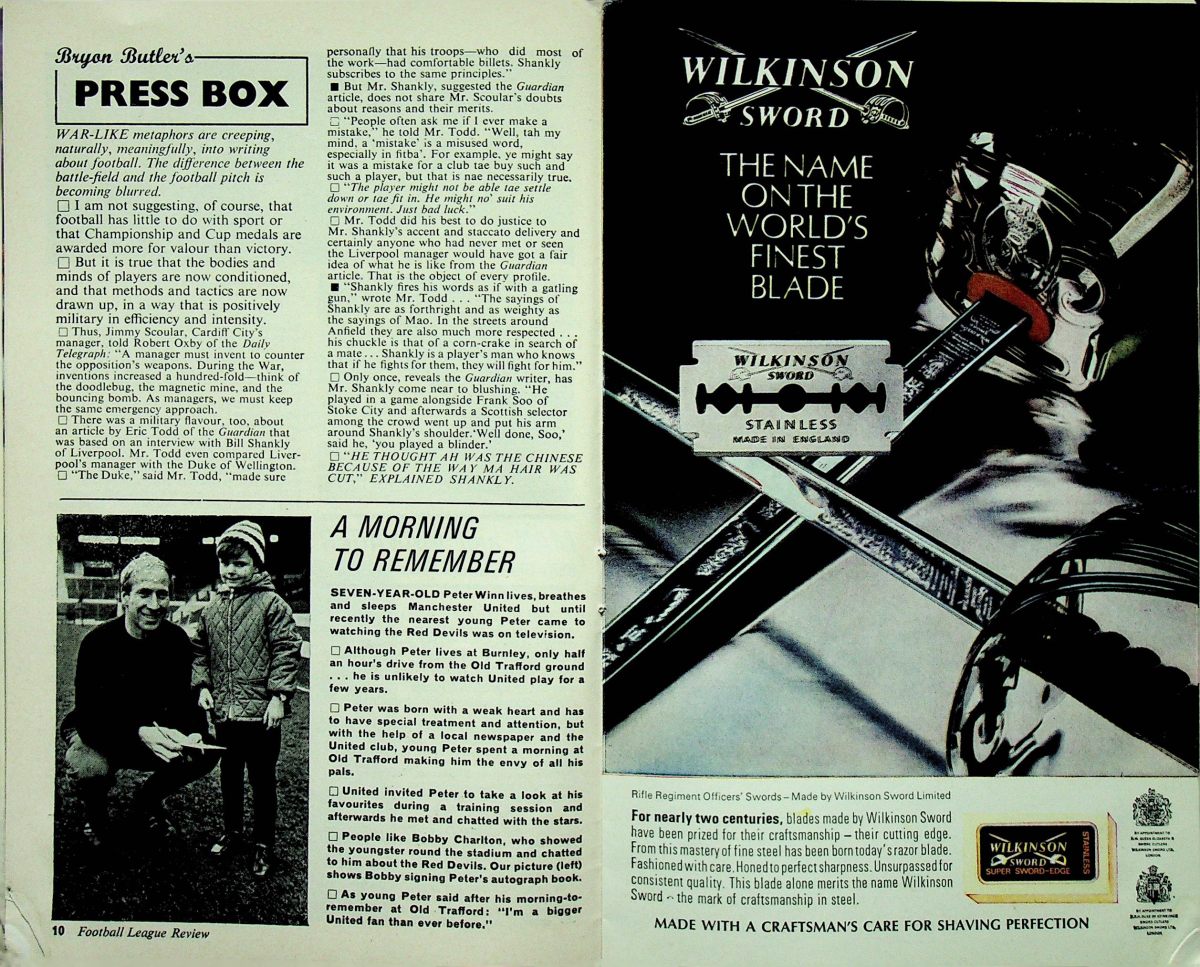 Bryon Butler's
PRESS BOX
WAR-LIKE metaphors are creeping,
naturally, meaningfully, into writing
about football. The difference between the
battle-field and the football pitch is
becoming blurred.
□ I am not suggesting, of course, that
football has little to do with sport or
that Championship and Cup medals are
awarded more for valour than victory.
□ But it is true that the bodies and
minds of players are now conditioned,
and that methods and tactics are now
drawn up, in a way that is positively
military in efficiency and intensity.
□ Thus, Jimmy Scoular, Cardiff City's
manager, told Robert Oxby of the Daily
Telegraph: "A manager must invent to counter
the opposition's weapons. During the War,
inventions increased a hundred-fold—think of
the doodlebug, the magnetic mine, and the
bouncing bomb. As managers, we must keep
the same emergency approach.
□ There was a military flavour, too, about
an article by Eric Todd of the Guardian that
was based on an interview with Bill Shankly
of Liverpool. Mr. Todd even compared Liver-
pool's manager with the Duke of Wellington.
□ "The Duke," said Mr. Todd, "made sure
personally that his troops—who did most of
the work—had comfortable billets. Shankly
subscribes to the same principles."
■ But Mr. Shankly, suggested the Guardian
article, does not share Mr. Scoular's doubts
about reasons and their merits.
□ "People often ask me if I ever make a
mistake," he told Mr. Todd. "Well, tah my
mind, a 'mistake' is a misused word,
especially in fitba'. For example, ye might say
it was a mistake for a club tae buy such and
such a player, but that is nae necessarily true.
□ "The player might not be able tae settle
down or tae fit in. He might no' suit his
environment. Just bad luck."
□ Mr. Todd did his best to do justice to
Mr. Shankly's accent and staccato delivery and
certainly anyone who had never met or seen
the Liverpool manager would have got a fair
idea of what he is like from the Guardian
article. That is the object of every profile.
■ "Shankly fires his words as if with a gatling
gun," wrote Mr. Todd . . . "The sayings of
Shankly are as forthright and as weighty as
the sayings of Mao. In the streets around
Anfield they are also much more respected . . .
his chuckle is that of a corn-crake in search of
a mate . . . Shankly is a player's man who knows
that if he fights for them, they will fight for him."
□ Only once, reveals the Guardian writer, has
Mr. Shankly come near to blushing. "He
played in a game alongside Frank Soo of
Stoke City and afterwards a Scottish selector
among the crowd went up and put his arm
around Shankly's shoulder.'Well done, Soo,'
said he, 'you played a blinder.'
□ "HE THOUGHT AH WAS THE CHINESE
BECAUSE OF THE WAY MA HAIR WAS
CUT," EXPLAINED SHANKLY.
A MORNING
TO REMEMBER
SEVEN-YEAR-OLD Peter Winn lives, breathes
and sleeps Manchester United but until
recently the nearest young Peter came to
watching the Red Devils was on television.
□ Although Peter lives at Burnley, only half
an hour's drive from the Old Trafford ground
. . . he is unlikely to watch United play for a
few years.
□ Peter was born with a weak heart and has
to have special treatment and attention, but
with the help of a local newspaper and the
United club, young Peter spent a morning at
Old Trafford making him the envy of all his
pals.
□ United invited Peter to take a look at his
favourites during a training session and
afterwards he met and chatted with the stars.
□ People like Bobby Charlton, who showed
the youngster round the stadium and chatted
to him about the Red Devils. Our picture (left)
shows Bobby signing Peter's autograph book.
□ As young Peter said after his morning-to-
remember at Old Trafford: "I'm a bigger
United fan than ever before."
10 Football League Review
WILKINSON
SWORD
THE NAME
ON THE
WORLD'S
FINEST
BLADE
WILKINSON
SWORD
STAINLESS
MADE IN ENGLAND
Rifle Regiment Officers' Swords – Made by Wilkinson Sword Limited
For nearly two centuries, blades made by Wilkinson Sword
have been prized for their craftsmanship – their cutting edge.
From this mastery of fine steel has been born today's razor blade.
Fashioned with care. Honed to perfect sharpness. Unsurpassed for
consistent quality. This blade alone merits the name Wilkinson
Sword – the mark of craftsmanship in steel.
WILKINSON
SWORD
SUPER SWORD-EDGE
STAINLESS
BY APPOINTMENT TO
H.M. QUEEN ELIZABETH II
SWORD CUTLERS
WILKINSON SWORD LTD.
LONDON
BY APPOINTMENT TO
H.R.H. DUKE OF EDINBURGH
SWORD CUTLERS
WILKINSON SWORD LTD.
LONDON
MADE WITH A CRAFTSMAN'S CARE FOR SHAVING PERFECTION